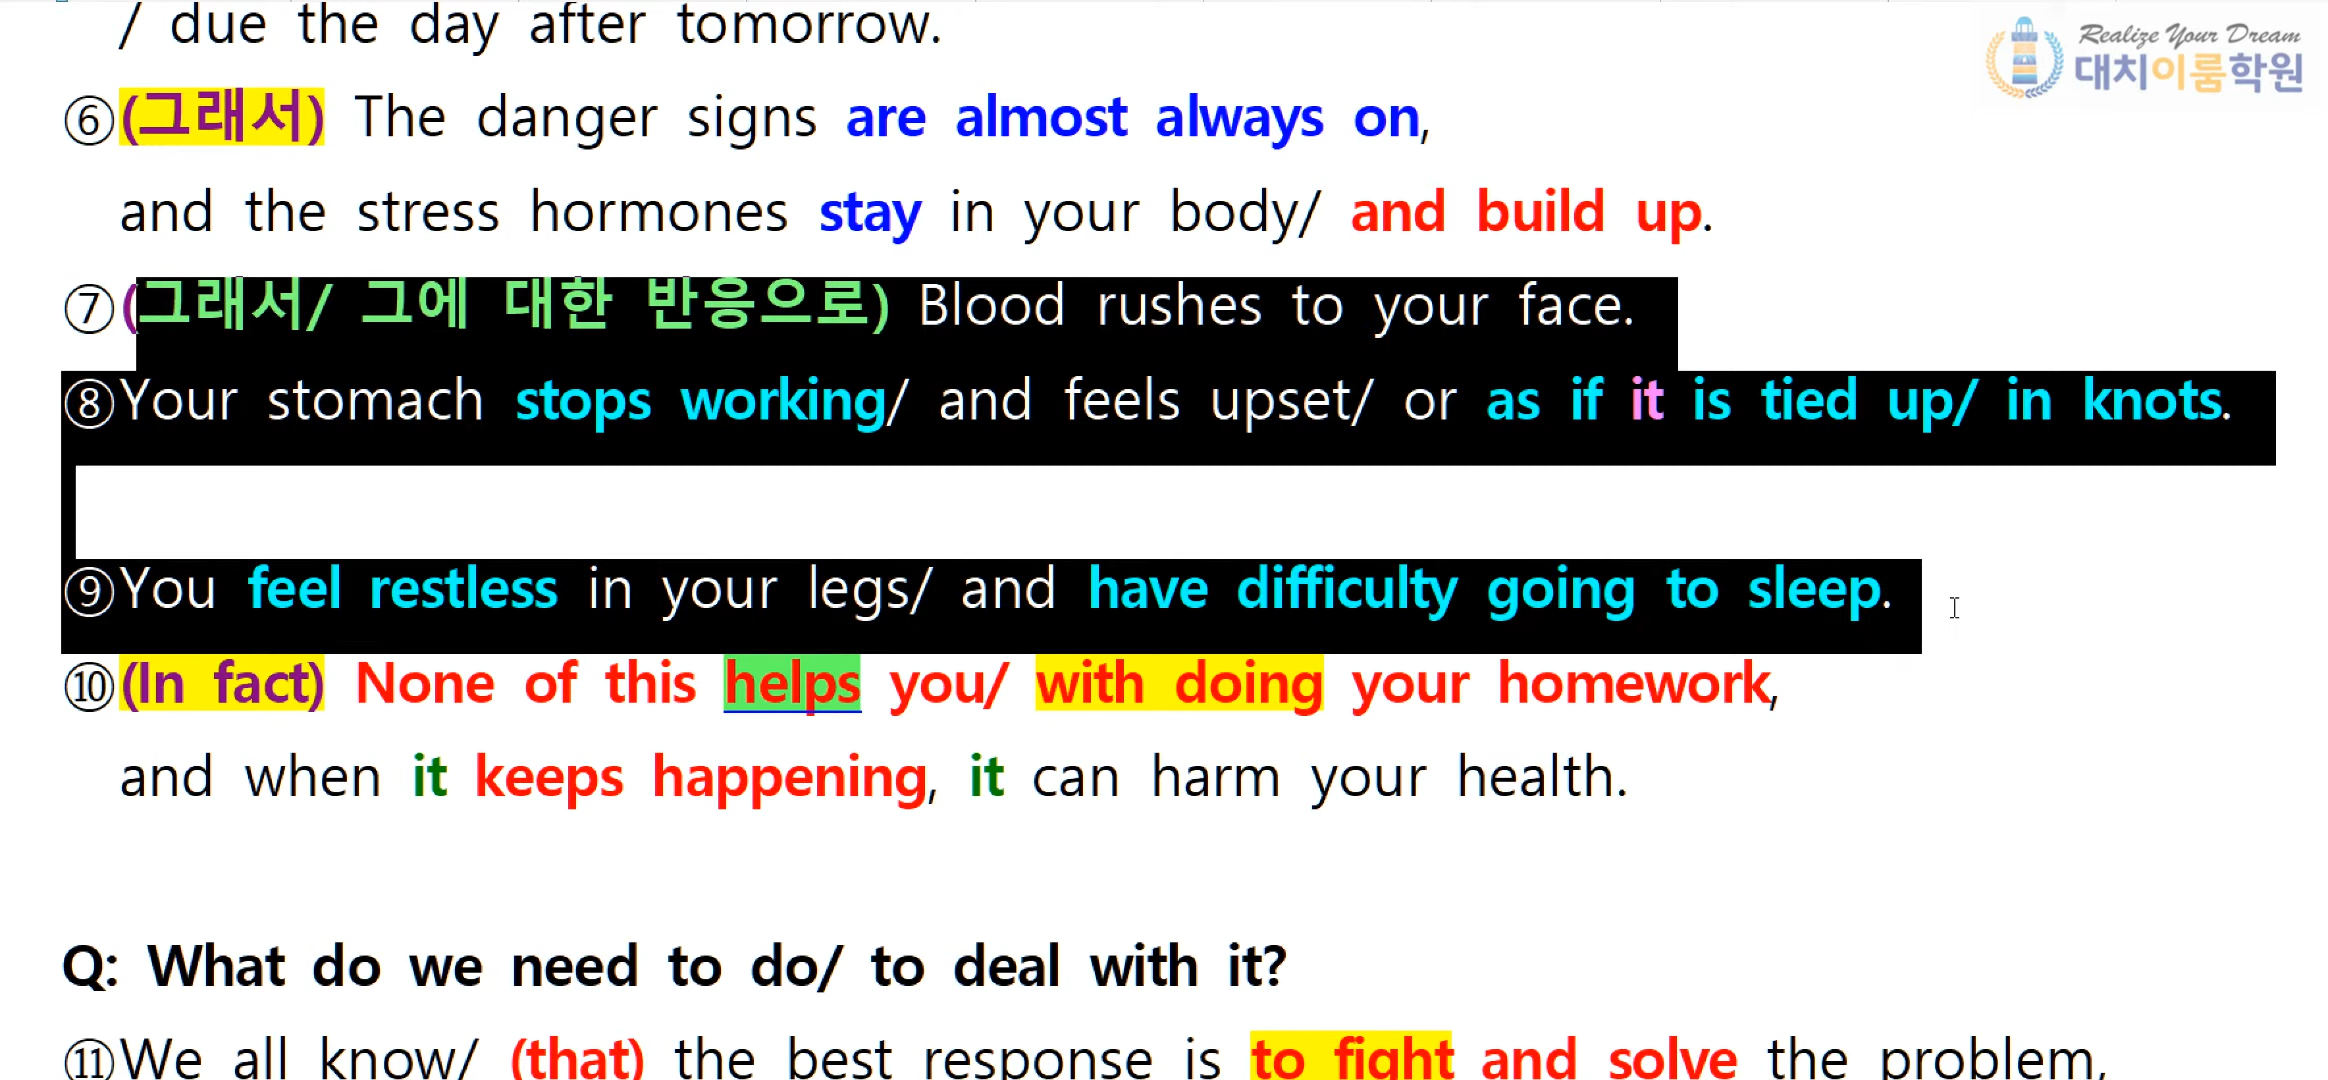 / due the day after tomorrow.
Realize Your Dream
대치이룸학원
⑥(그래서) The danger signs are almost always on,
and the stress hormones stay in your body/ and build up.
⑦(그래서/ 그에 대한 반응으로) Blood rushes to your face.
⑧Your stomach stops working/ and feels upset/ or as if it is tied up/ in knots.
⑨You feel restless in your legs/ and have difficulty going to sleep.
⑩(In fact) None of this helps you/ with doing your homework,
and when it keeps happening, it can harm your health.
Q: What do we need to do/ to deal with it?
⑪We all know/ (that) the best response is to fight and solve the problem,